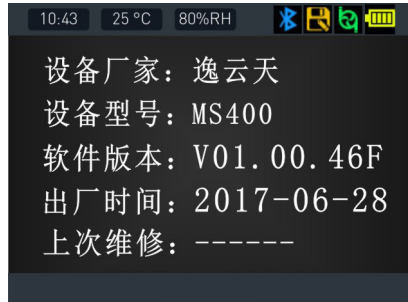 10:43 25 °C 80%RH
设备厂家：逸云天
设备型号：MS400
软件版本：V01.00.46F
出厂时间：2017-06-28
上次维修：------